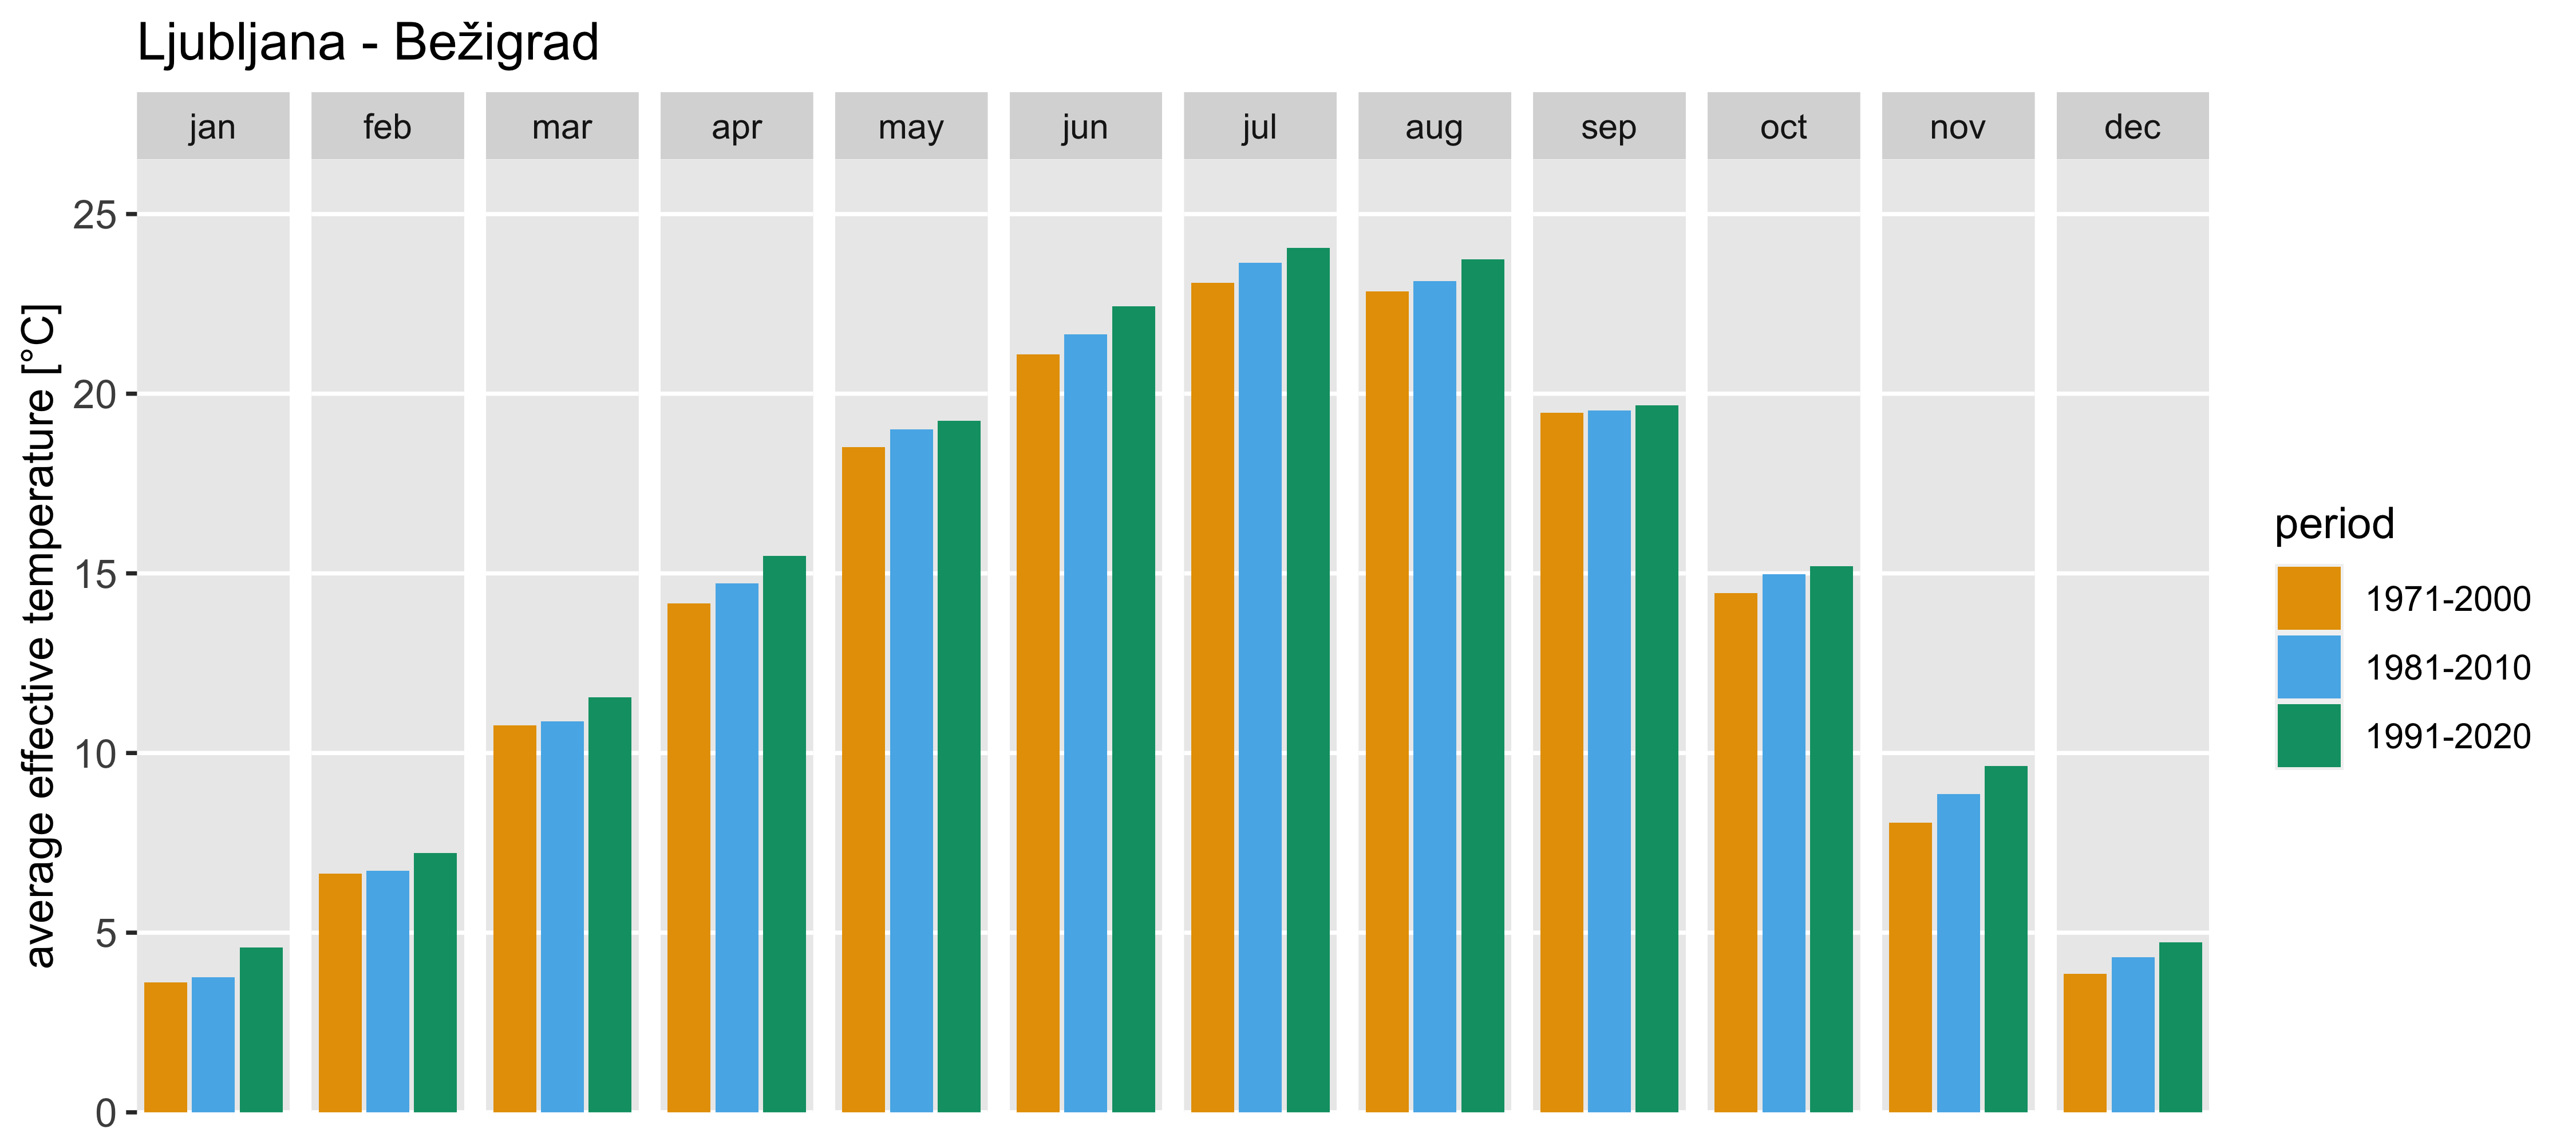 Ljubljana - Bežigrad
jan feb mar apr may jun jul aug sep oct nov dec
average effective temperature [°C]
25
20
15
10
5
0
period
1971-2000
1981-2010
1991-2020